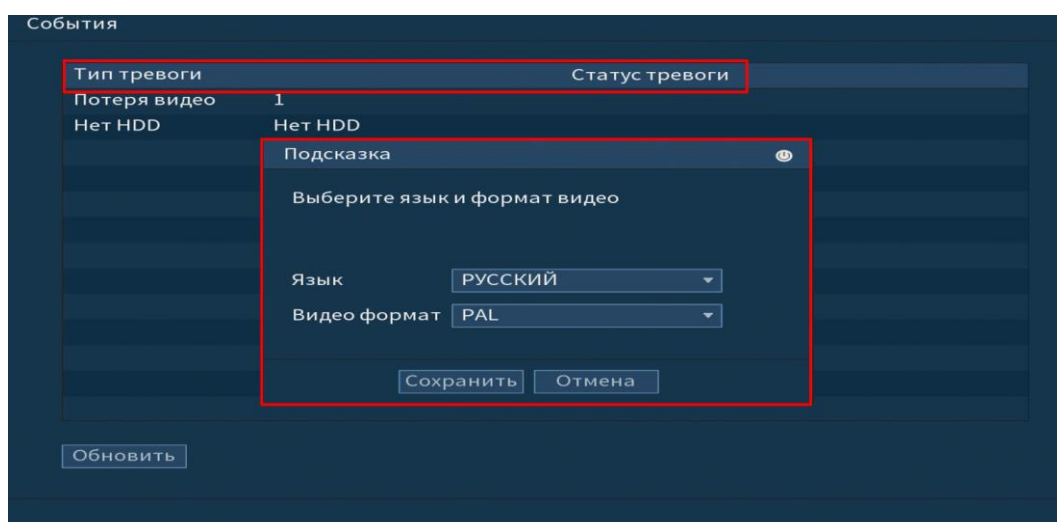 События
Тип тревоги Статус тревоги
Потеря видео 1
Нет HDD Нет HDD
Подсказка
Выберите язык и формат видео
Язык РУССКИЙ
Видео формат PAL
Сохранить Отмена
Обновить